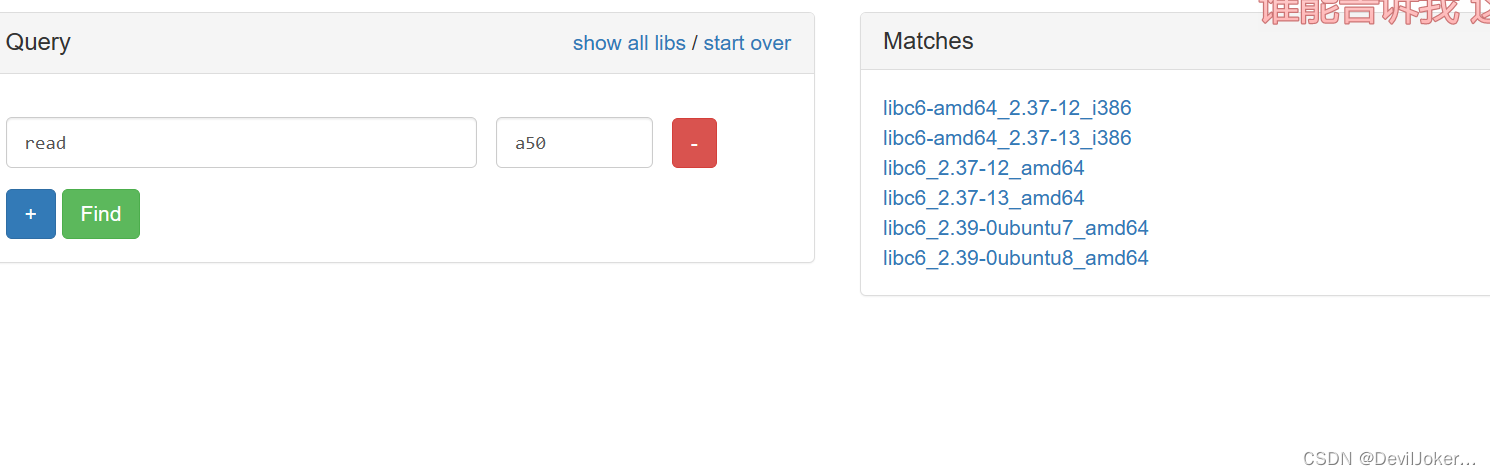 谁能告诉我 这
Query
show all libs / start over
read
a50
-
+
Find
Matches
libc6-amd64_2.37-12_i386
libc6-amd64_2.37-13_i386
libc6_2.37-12_amd64
libc6_2.37-13_amd64
libc6_2.39-0ubuntu7_amd64
libc6_2.39-0ubuntu8_amd64
CSDN @DevilJoker...